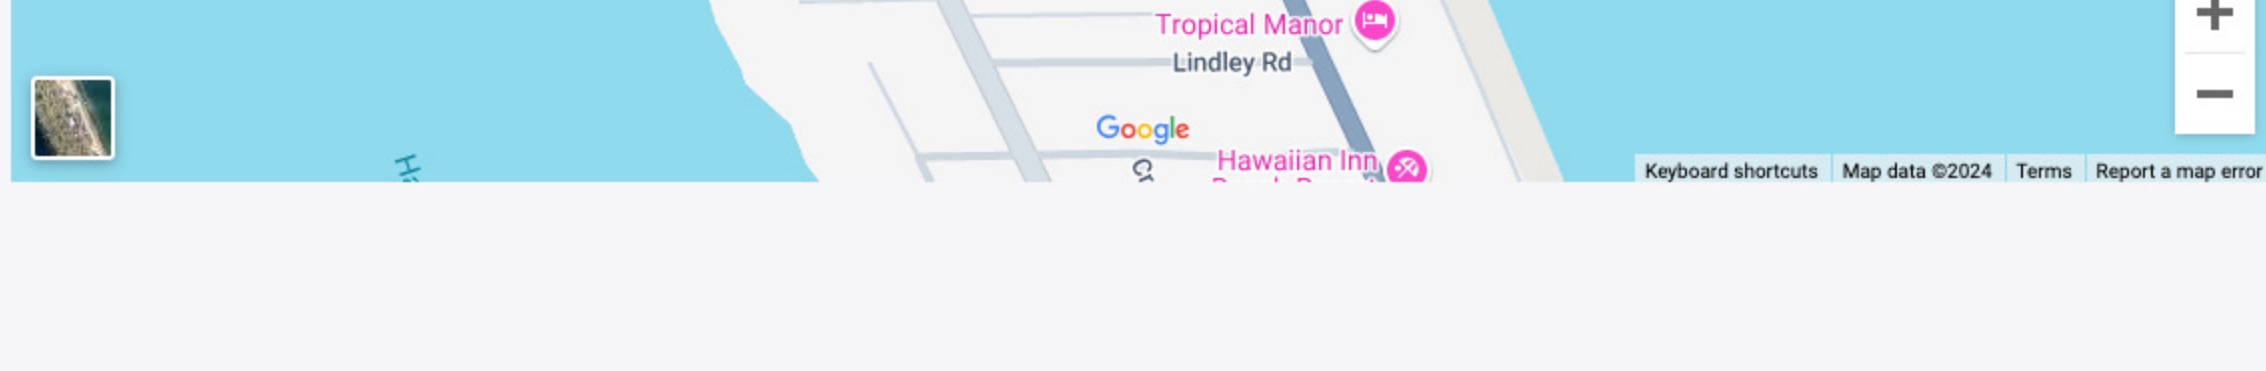 Tropical Manor
Lindley Rd
Google
Hawaiian Inn
Keyboard shortcuts
Map data ©2024
Terms
Report a map error